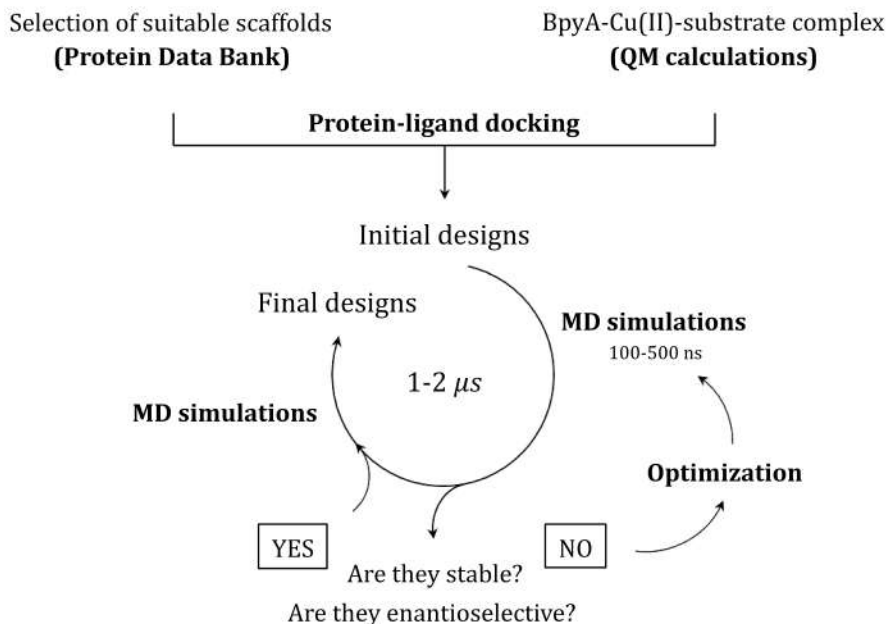 Selection of suitable scaffolds
(Protein Data Bank)
BpyA-Cu(II)-substrate complex
(QM calculations)
Protein-ligand docking
Initial designs
Final designs
MD simulations
100-500 ns
1-2 μs
MD simulations
Optimization
YES
NO
Are they stable?
Are they enantioselective?